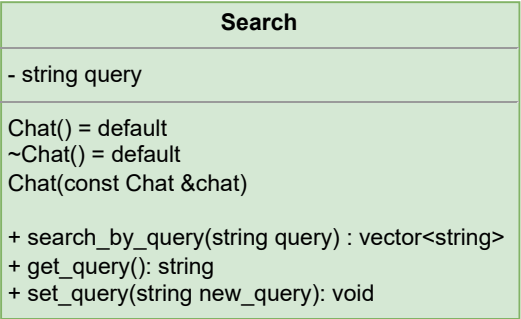 Search
- string query
Chat() = default
~Chat() = default
Chat(const Chat &chat)
+ search_by_query(string query) : vector<string>
+ get_query(): string
+ set_query(string new_query): void